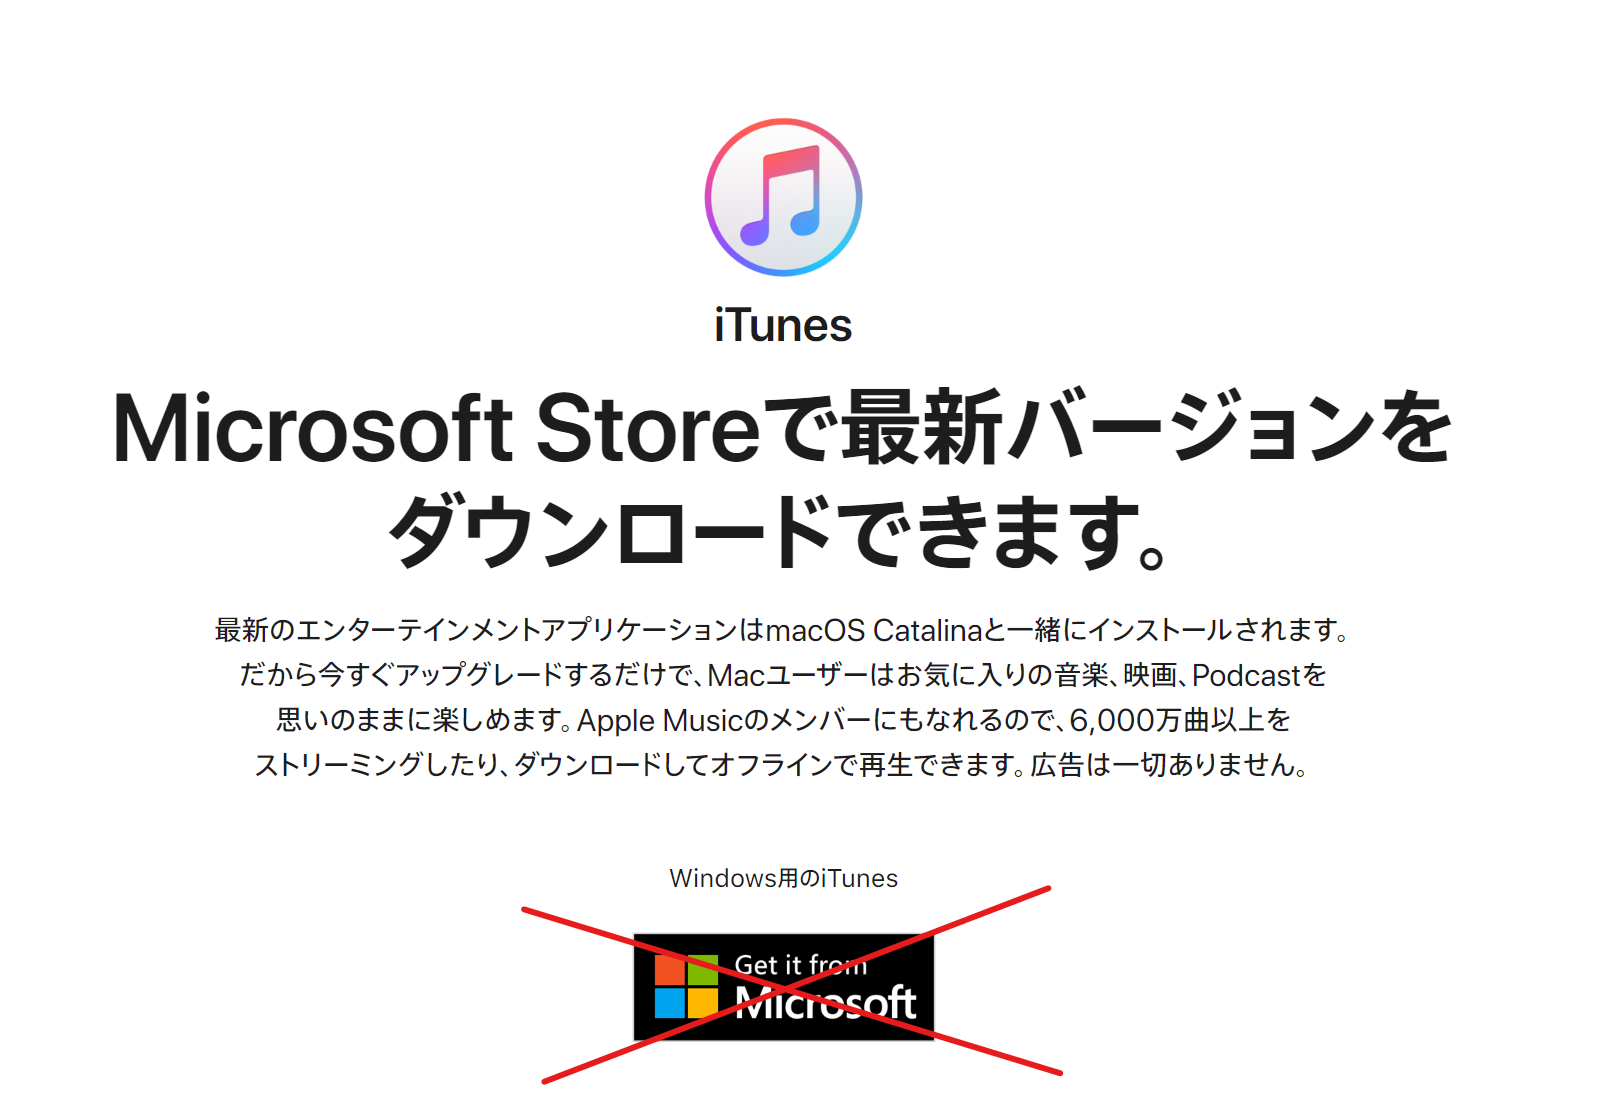 iTunes
Microsoft Storeで最新バージョンを
ダウンロードできます。
最新のエンターテインメントアプリケーションはmacOS Catalinaと一緒にインストールされます。
だから今すぐアップグレードするだけで、Macユーザーはお気に入りの音楽、映画、Podcastを
思いのままに楽しめます。Apple Musicのメンバーにもなれるので、6,000万曲以上を
ストリーミングしたり、ダウンロードしてオフラインで再生できます。広告は一切ありません。
Windows用のiTunes
Get it from
Microsoft